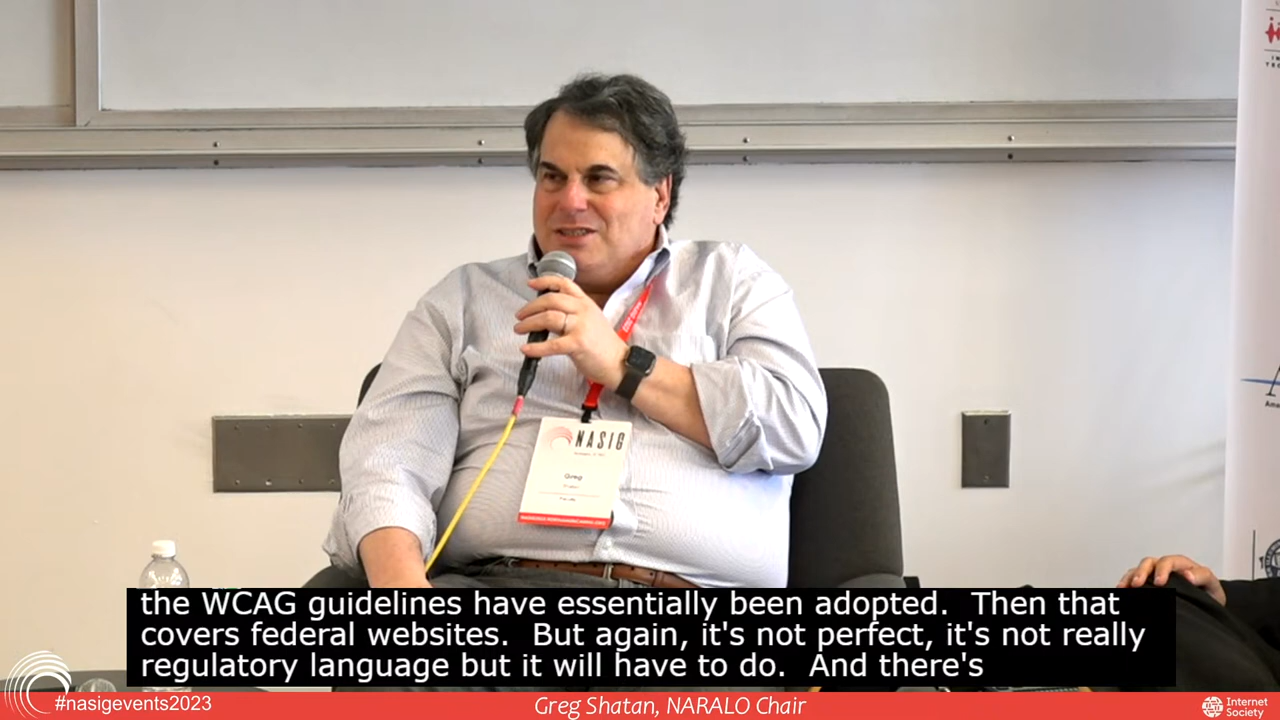 NASIG
Greg
the WCAG guidelines have essentially been adopted.  Then that
covers federal websites.  But again, it's not perfect, it's not really
regulatory language but it will have to do.  And there's
#nasigevents2023
Greg Shatan, NARALO Chair
Internet
Society